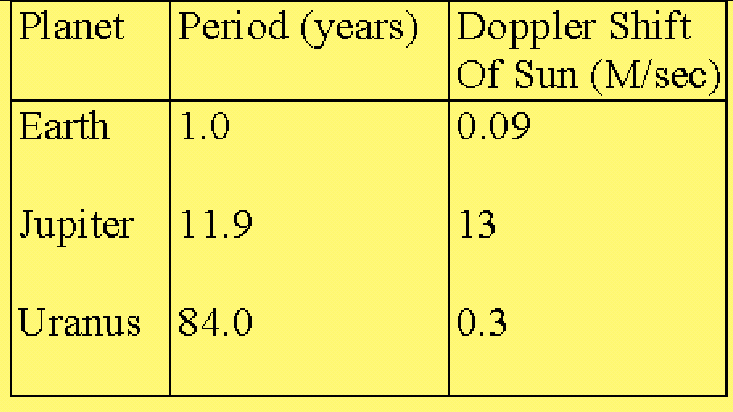 Planet Period (years) Doppler Shift
Of Sun (M/sec)
Earth 1.0 0.09
Jupiter 11.9 13
Uranus 84.0 0.3